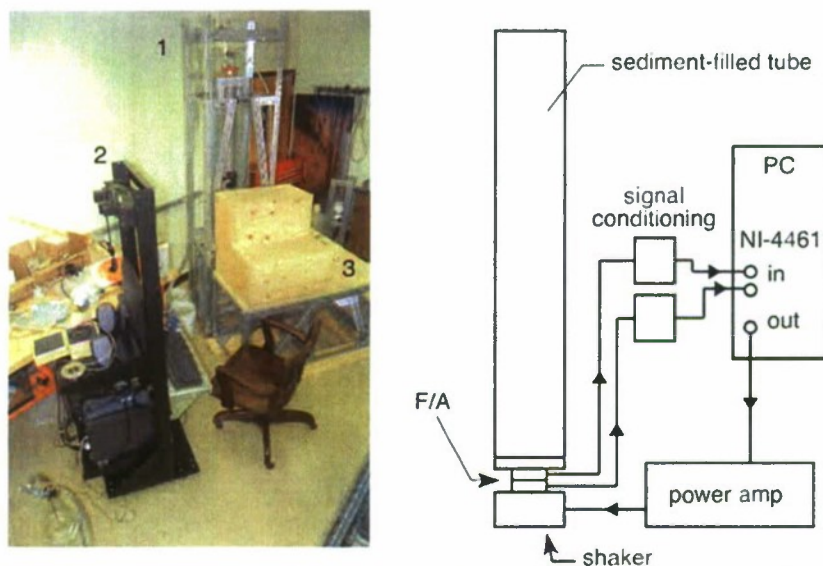 1
2
3
sediment-filled tube
PC
signal
conditioning
NI-4461
in
out
F/A
power amp
shaker